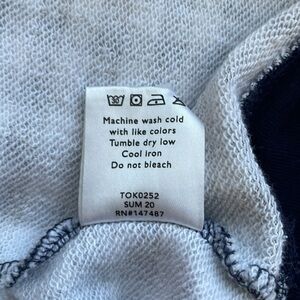 Machine wash cold
with like colors
Tumble dry low
Cool Iron
Do not bleach
TOK0252
SUM 20
RN#147487